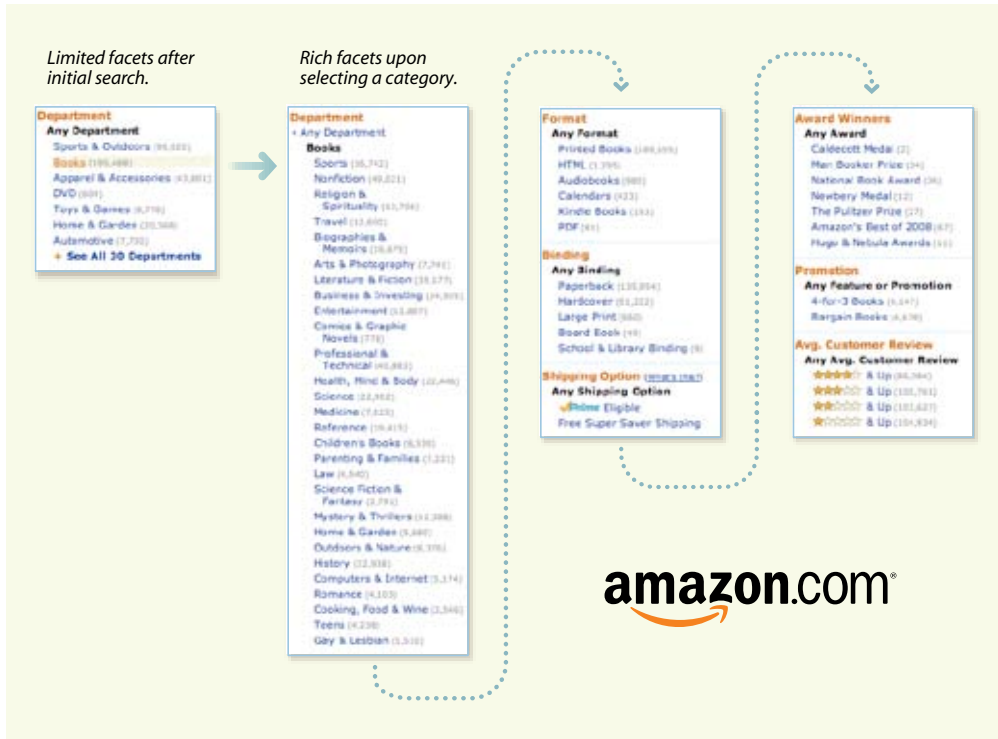 Limited facets after
initial search.
Department
Any Department
Sports & Outdoors
Books
Apparel & Accessories
DVD
Toys & Games
Home & Garden
Automotive
+ See All 30 Departments
Rich facets upon
selecting a category.
Department
‹ Any Department
Books
Sports
Nonfiction
Religion &
Spirituality
Travel
Biographies &
Memoirs
Arts & Photography
Literature & Fiction
Business & Investing
Entertainment
Comics & Graphic
Novels
Professional &
Technical
Health, Mind & Body
Science
Medicine
Reference
Children's Books
Parenting & Families
Law
Science Fiction &
Fantasy
Mystery & Thrillers
Home & Garden
Outdoors & Nature
History
Computers & Internet
Romance
Cooking, Food & Wine
Teens
Gay & Lesbian
Format
Any Format
Printed Books
HTML
Audiobooks
Calendars
Kindle Books
PDF
Binding
Any Binding
Paperback
Hardcover
Large Print
Board Book
School & Library Binding
Shipping Option (What's this?)
Any Shipping Option
Prime Eligible
Free Super Saver Shipping
Award Winners
Any Award
Caldecott Medal
Man Booker Prize
National Book Award
Newbery Medal
The Pulitzer Prize
Amazon's Best of 2008
Hugo & Nebula Awards
Promotion
Any Feature or Promotion
4-for-3 Books
Bargain Books
Avg. Customer Review
Any Avg. Customer Review
& Up
& Up
& Up
& Up
amazon.com®